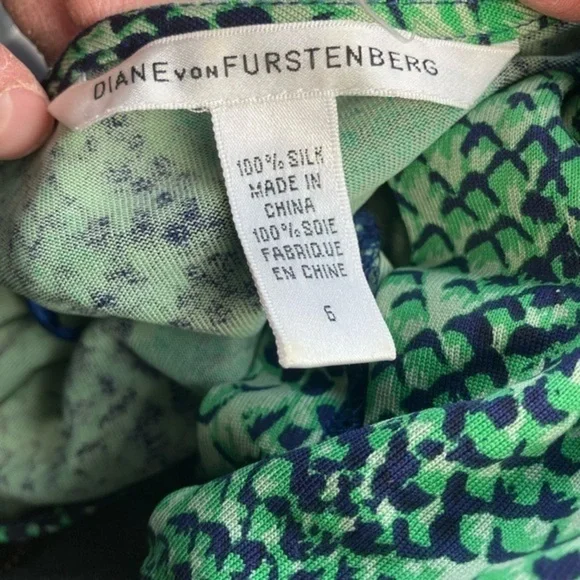 DIANE VON FURSTENBERG
100% SILK
MADE IN
CHINA
100% SOIE
FABRIQUE
EN CHINE
6